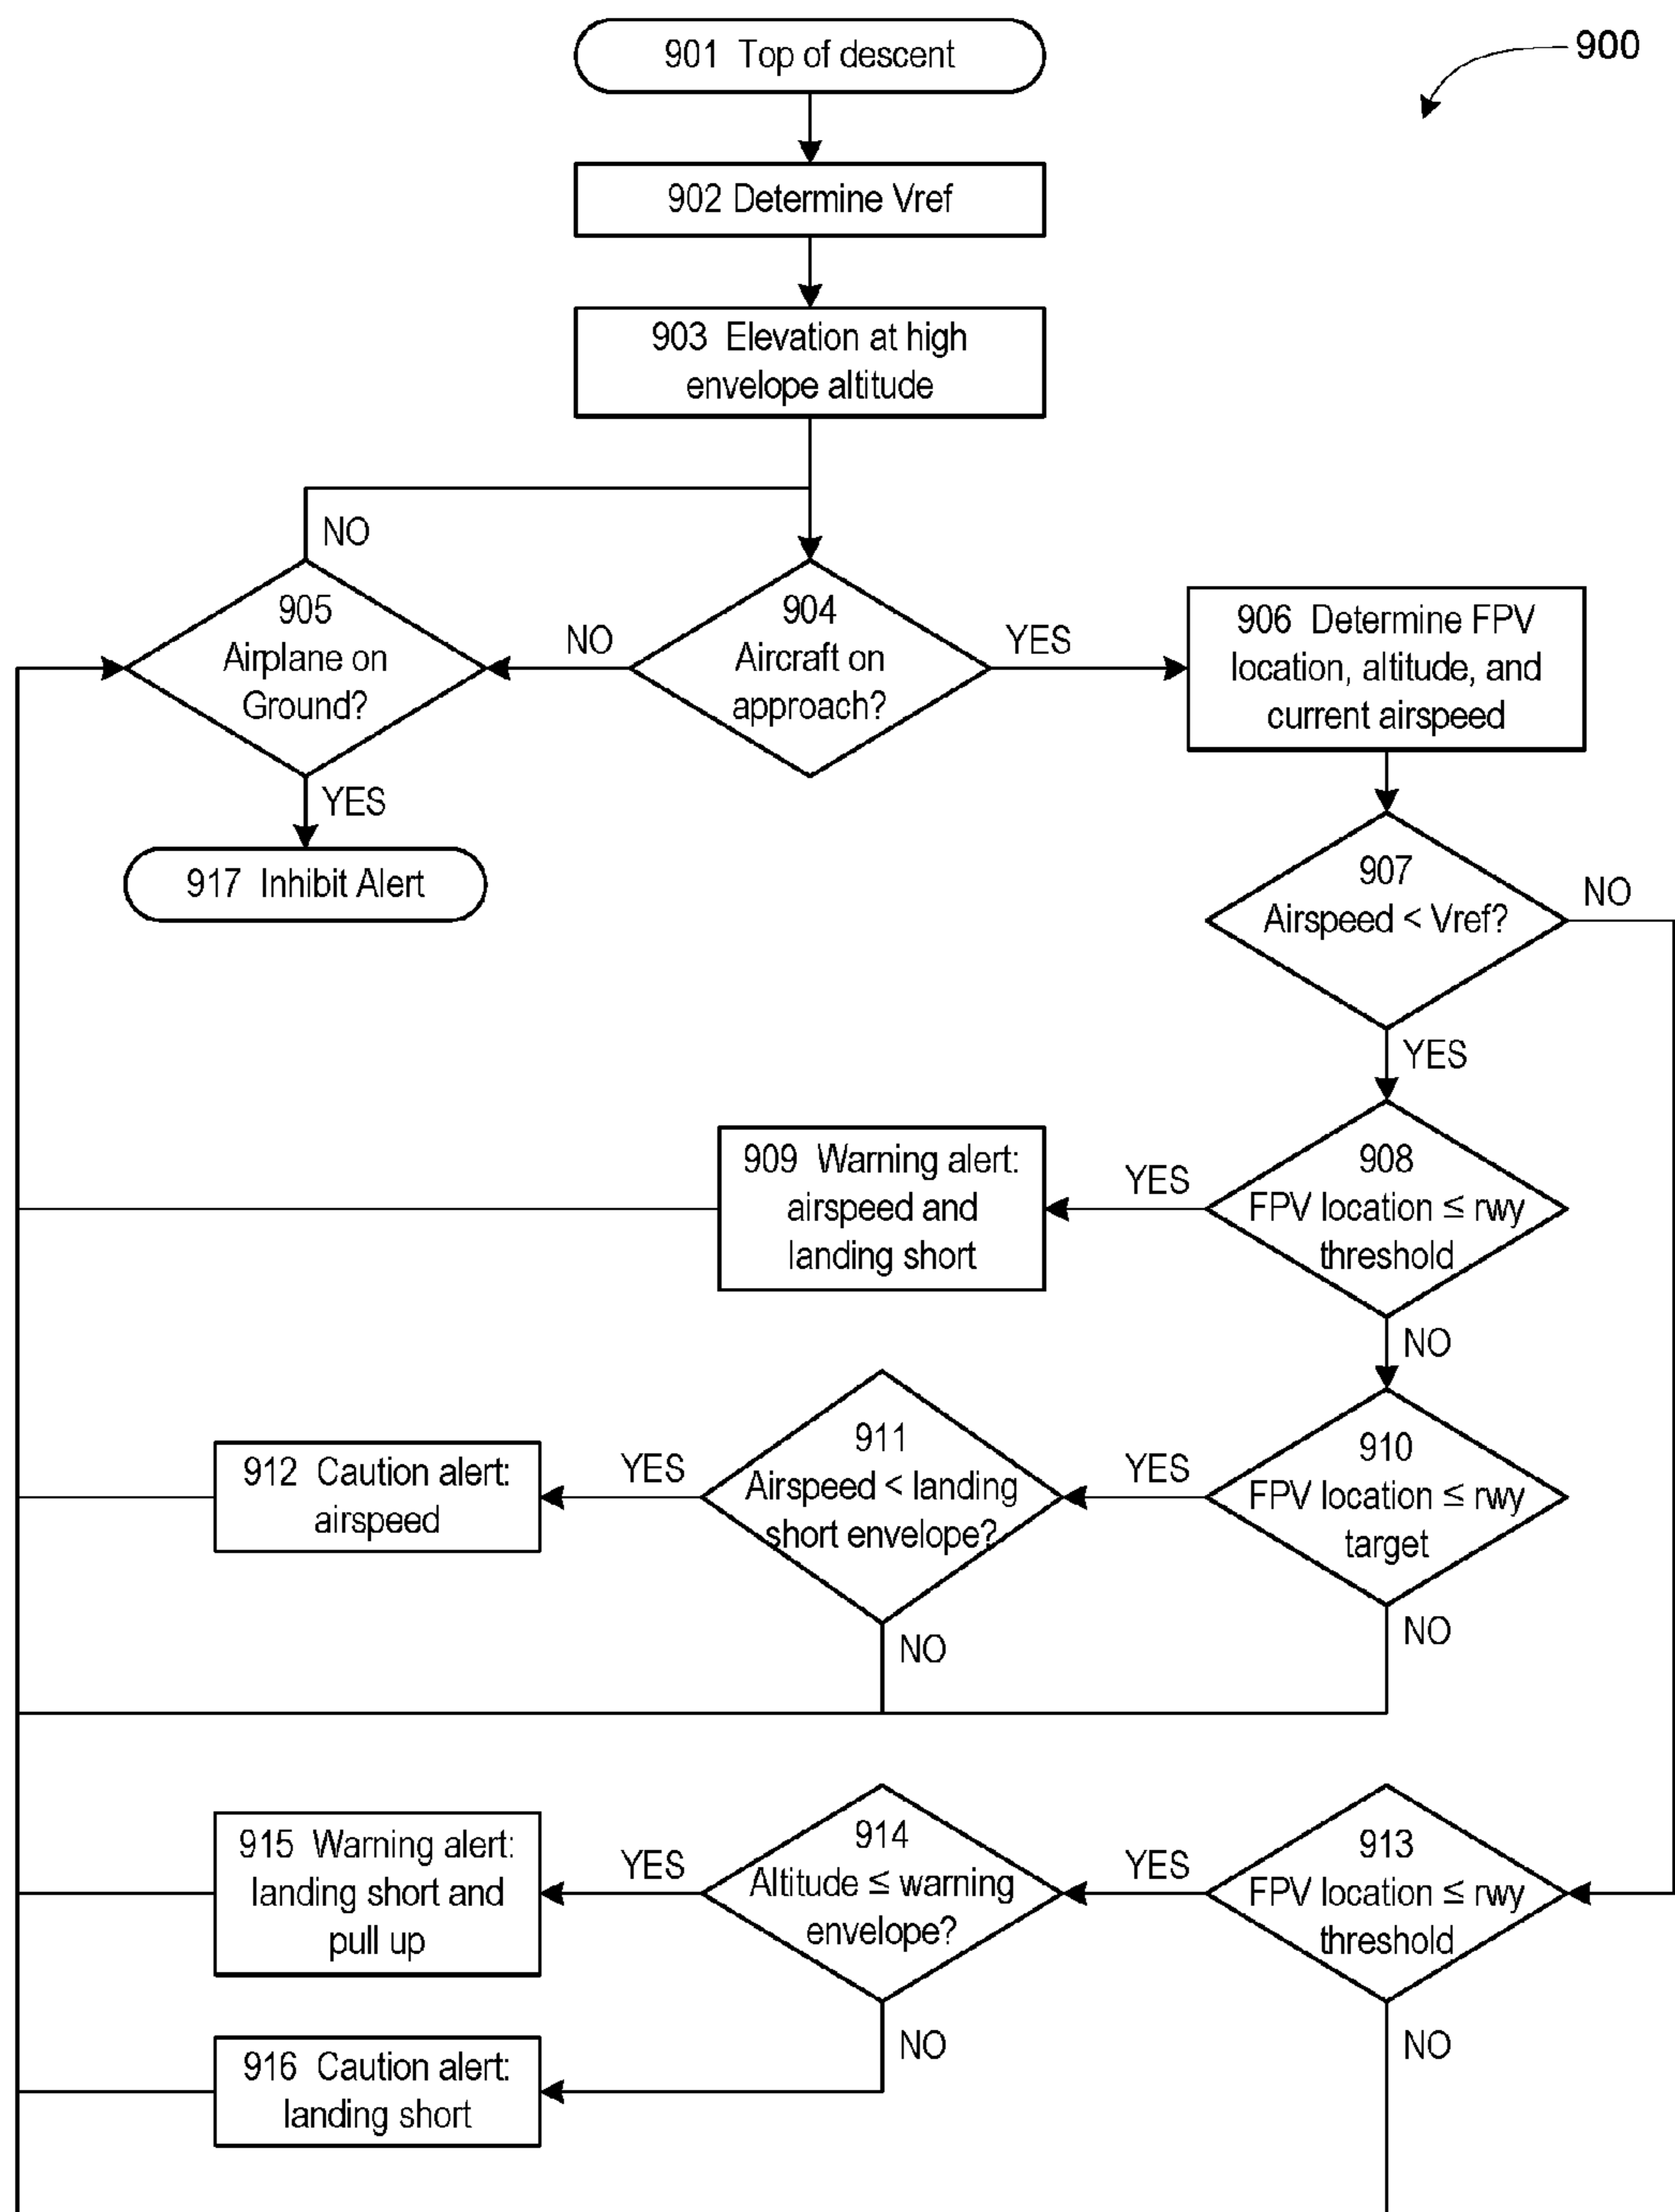 901 Top of descent
900
902 Determine Vref
903 Elevation at high
envelope altitude
NO
905
Airplane on
Ground?
NO
904
Aircraft on
approach?
YES
906 Determine FPV
location, altitude, and
current airspeed
YES
917 Inhibit Alert
907
Airspeed < Vref?
NO
YES
909 Warning alert:
airspeed and
landing short
YES
908
FPV location ≤ rwy
threshold
NO
912 Caution alert:
airspeed
YES
911
Airspeed < landing
short envelope?
YES
910
FPV location ≤ rwy
target
NO
NO
915 Warning alert:
landing short and
pull up
YES
914
Altitude ≤ warning
envelope?
YES
913
FPV location ≤ rwy
threshold
NO
NO
916 Caution alert:
landing short